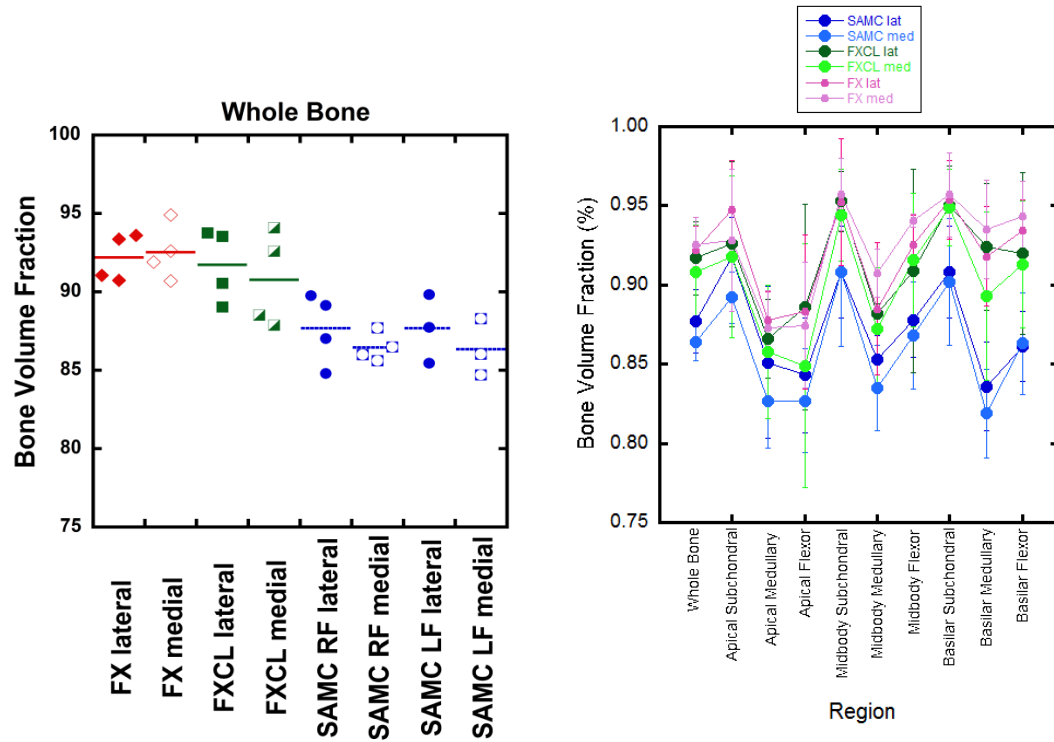 Whole Bone
Bone Volume Fraction
100
95
90
85
80
75
FX lateral
FX medial
FXCL lateral
FXCL medial
SAMC RF lateral
SAMC RF medial
SAMC LF lateral
SAMC LF medial
SAMC lat
SAMC med
FXCL lat
FXCL med
FX lat
FX med
Bone Volume Fraction (%)
1.00
0.95
0.90
0.85
0.80
0.75
Whole Bone
Apical Subchondral
Apical Medullary
Apical Flexor
Midbody Subchondral
Midbody Medullary
Midbody Flexor
Basilar Subchondral
Basilar Medullary
Basilar Flexor
Region